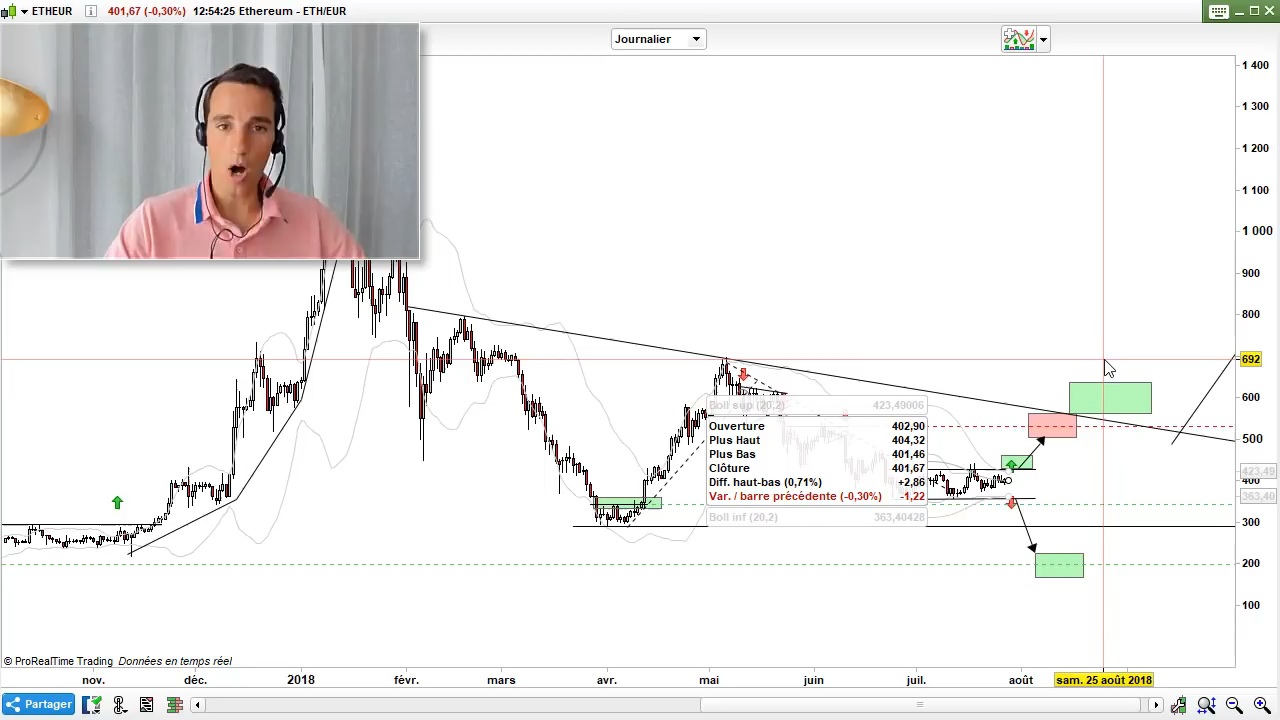 ETHEUR 401,67 (-0,30%) 12:54:25 Ethereum - ETH/EUR
Journalier
1 400
1 300
1 200
1 100
1 000
900
800
692
600
Boll sup (20,2) 423,49006
Ouverture 402,90
Plus Haut 404,32
500
Plus Bas 401,46
Clôture 401,67
423,49
Diff. haut-bas (0,71%) +2,86
400
Var. / barre précédente (-0,30%) -1,22
363,40
Boll inf (20,2) 363,40428
300
200
100
© ProRealTime Trading Données en temps réel
nov. déc. 2018 févr. mars avr. mai juin juil. août sam. 25 août 2018
Partager